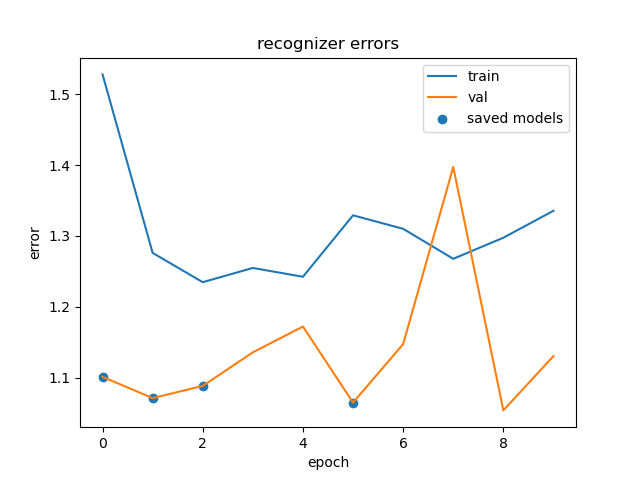 recognizer errors
train
val
saved models
1.5
1.4
1.3
1.2
1.1
error
0
2
4
6
8
epoch